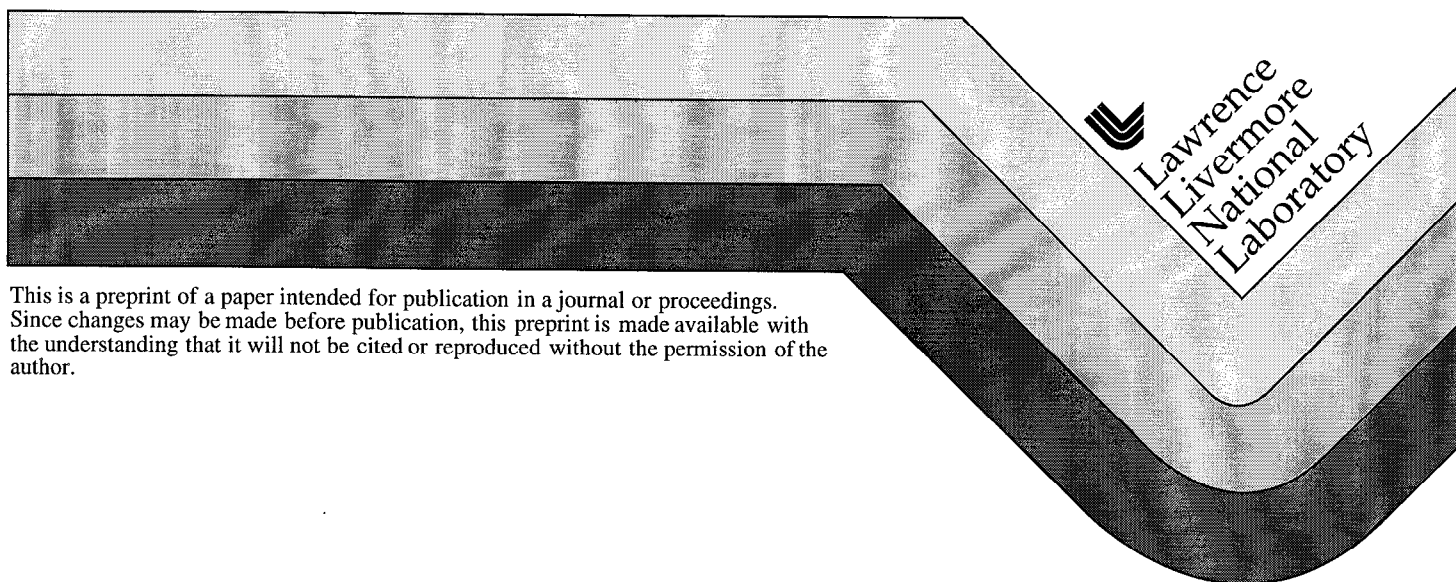 Lawrence
Livermore
National
Laboratory
This is a preprint of a paper intended for publication in a journal or proceedings.
Since changes may be made before publication, this preprint is made available with
the understanding that it will not be cited or reproduced without the permission of the
author.